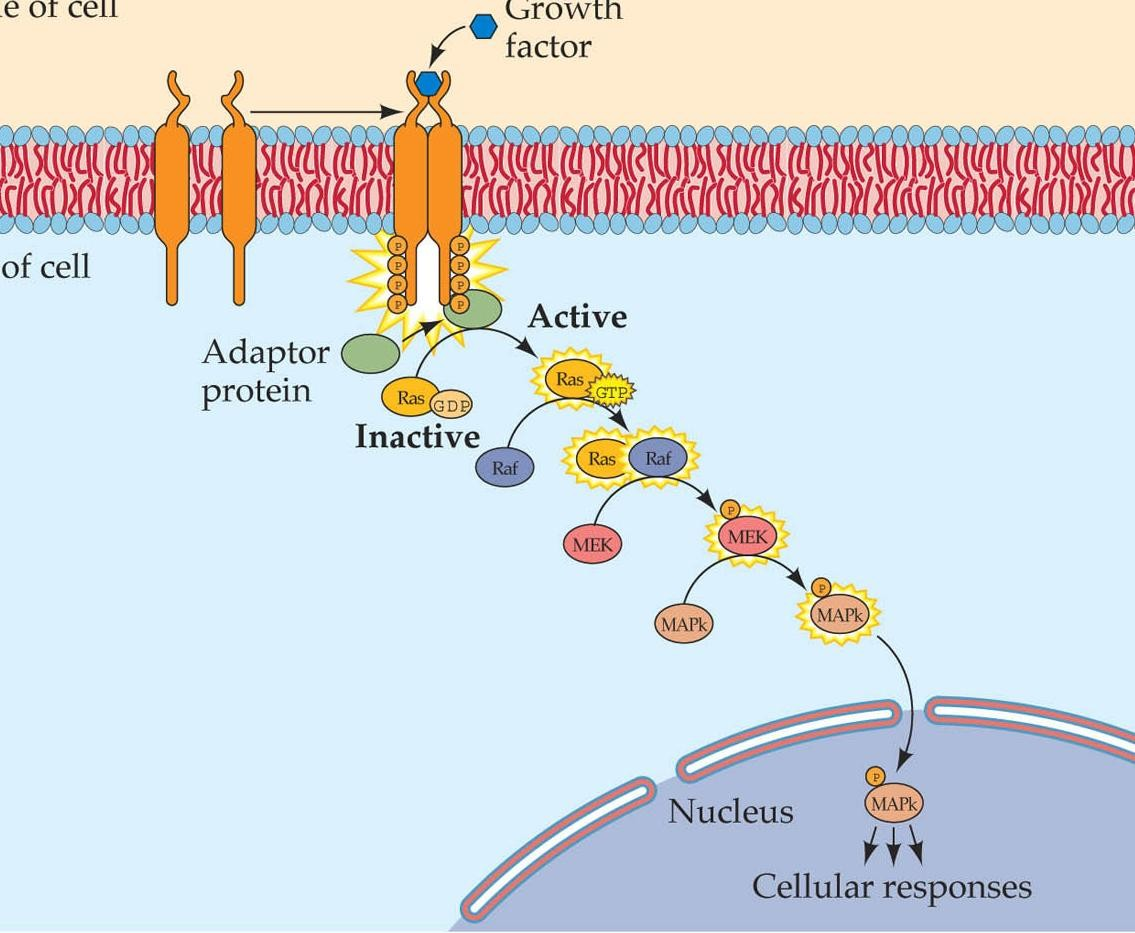 e of cell
Growth
factor
of cell
P
P
P
P
P
P
P
P
Active
Adaptor
protein
Ras
GDP
Inactive
Ras
GTP
Raf
Ras
Raf
P
MEK
MEK
P
MAPk
MAPk
P
MAPk
Nucleus
Cellular responses